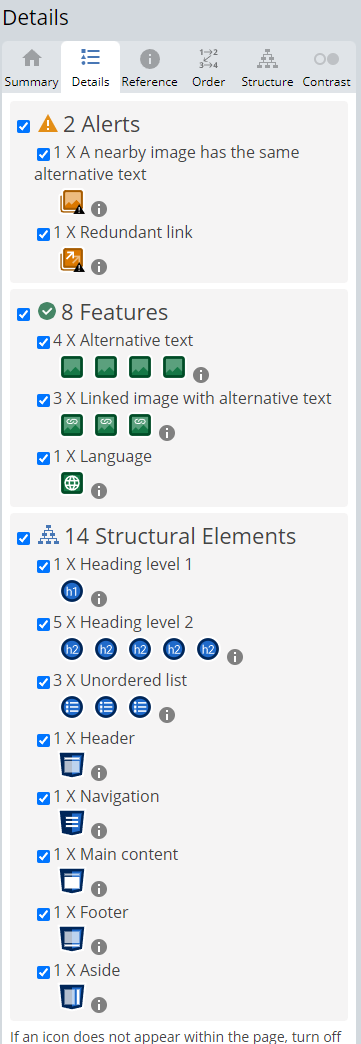 Details
Summary Details Reference Order Structure Contrast
2 Alerts
1 X A nearby image has the same
alternative text
1 X Redundant link
8 Features
4 X Alternative text
3 X Linked image with alternative text
1 X Language
14 Structural Elements
1 X Heading level 1
h1
5 X Heading level 2
h2 h2 h2 h2 h2
3 X Unordered list
1 X Header
1 X Navigation
1 X Main content
1 X Footer
1 X Aside
If an icon does not appear within the page, turn off